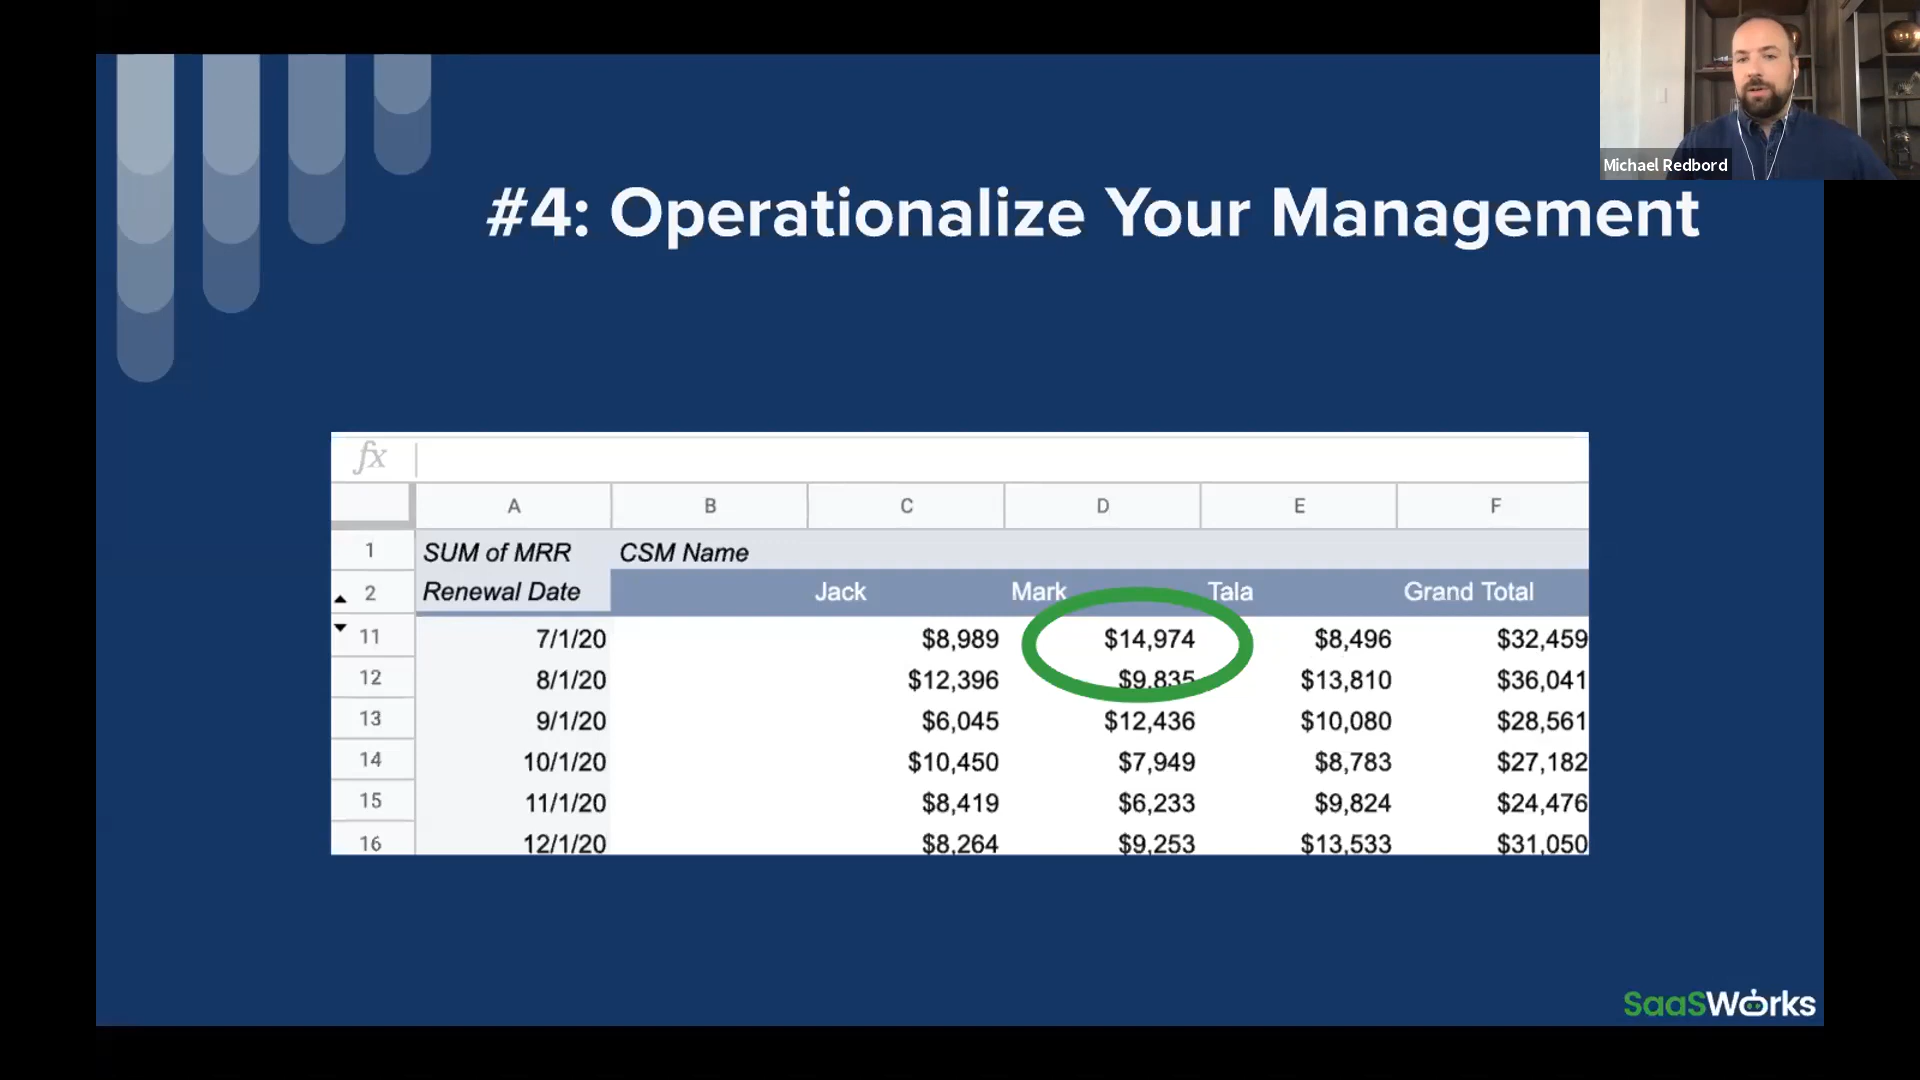 Michael Redbord
#4: Operationalize Your Management
fx
A B C D E F
1 SUM of MRR CSM Name
2 Renewal Date Jack Mark Tala Grand Total
11 7/1/20 $8,989 $14,974 $8,496 $32,459
12 8/1/20 $12,396 $9,835 $13,810 $36,041
13 9/1/20 $6,045 $12,436 $10,080 $28,561
14 10/1/20 $10,450 $7,949 $8,783 $27,182
15 11/1/20 $8,419 $6,233 $9,824 $24,476
16 12/1/20 $8,264 $9,253 $13,533 $31,050
SaaSWorks